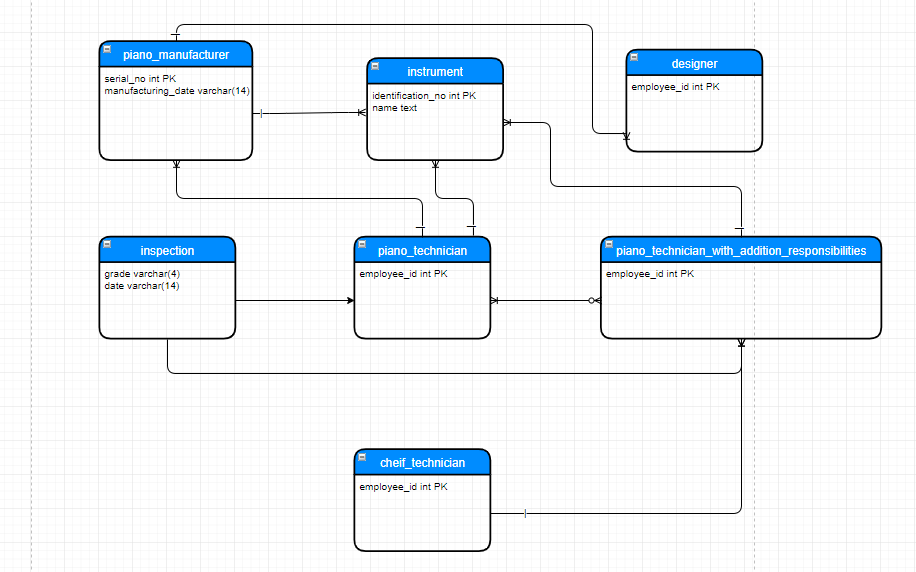 piano_manufacturer
serial_no int PK
manufacturing_date varchar(14)
instrument
identification_no int PK
name text
designer
employee_id int PK
inspection
grade varchar(4)
date varchar(14)
piano_technician
employee_id int PK
piano_technician_with_addition_responsibilities
employee_id int PK
cheif_technician
employee_id int PK